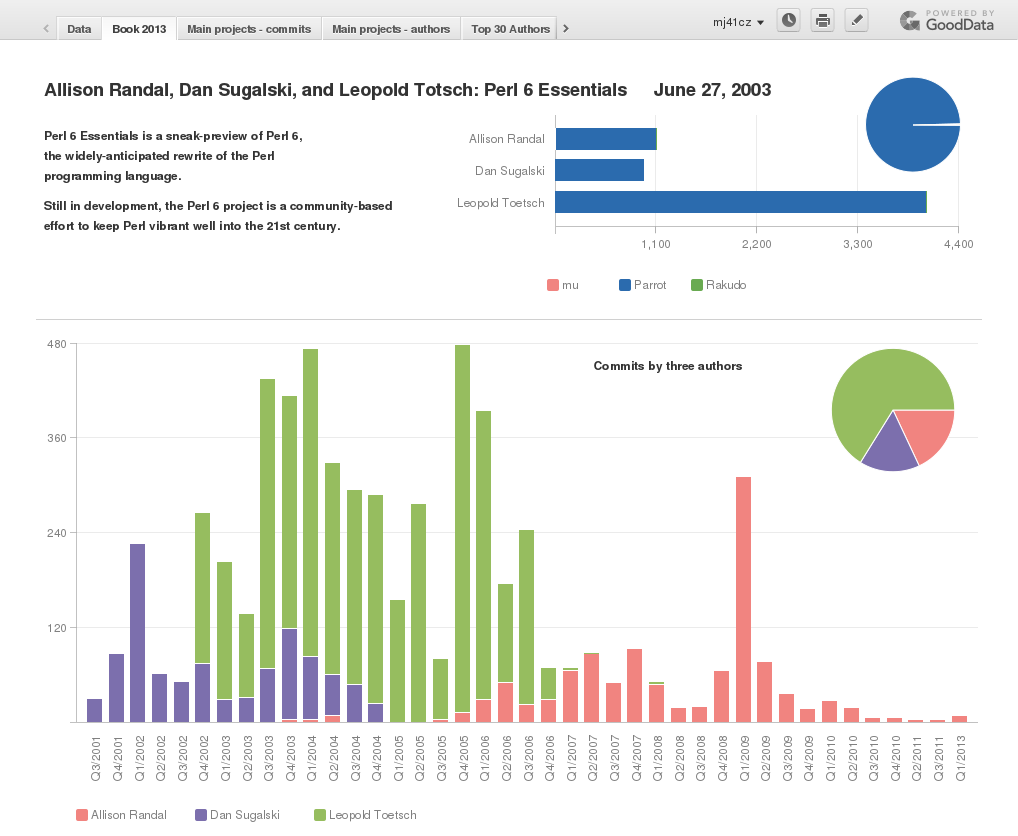 Data
Book 2013
Main projects - commits
Main projects - authors
Top 30 Authors
mj41cz
POWERED BY
GoodData
Allison Randal, Dan Sugalski, and Leopold Totsch: Perl 6 Essentials June 27, 2003
Perl 6 Essentials is a sneak-preview of Perl 6,
the widely-anticipated rewrite of the Perl
programming language.
Still in development, the Perl 6 project is a community-based
effort to keep Perl vibrant well into the 21st century.
Allison Randal
Dan Sugalski
Leopold Toetsch
1,100 2,200 3,300 4,400
mu Parrot Rakudo
Commits by three authors
480
360
240
120
Q3/2001
Q4/2001
Q1/2002
Q2/2002
Q3/2002
Q4/2002
Q1/2003
Q2/2003
Q3/2003
Q4/2003
Q1/2004
Q2/2004
Q3/2004
Q4/2004
Q1/2005
Q2/2005
Q3/2005
Q4/2005
Q1/2006
Q2/2006
Q3/2006
Q4/2006
Q1/2007
Q2/2007
Q3/2007
Q4/2007
Q1/2008
Q2/2008
Q3/2008
Q4/2008
Q1/2009
Q2/2009
Q3/2009
Q4/2009
Q1/2010
Q2/2010
Q3/2010
Q4/2010
Q2/2011
Q3/2011
Q1/2013
Allison Randal Dan Sugalski Leopold Toetsch